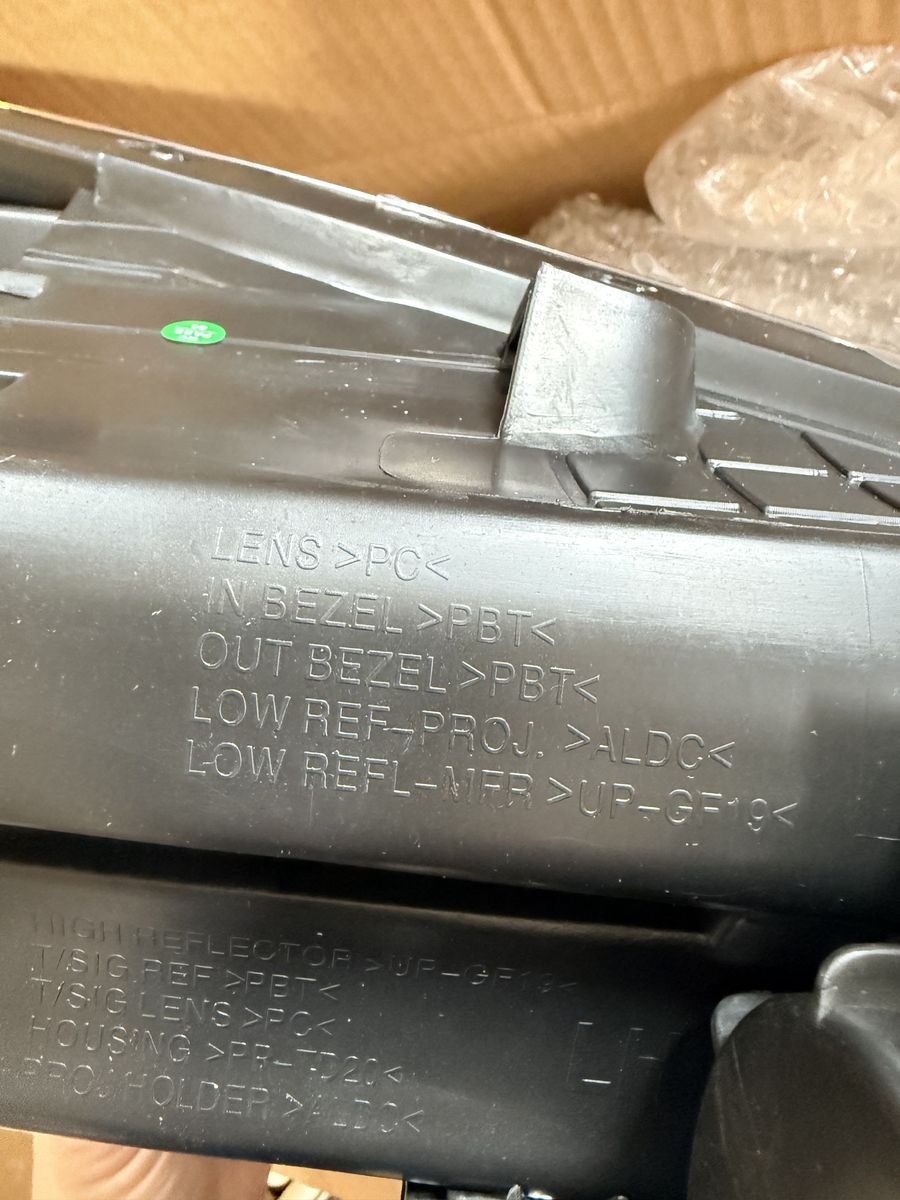 LENS >PC<
IN BEZEL >PBT<
OUT BEZEL >PBT<
LOW REF-PROJ. >ALDC<
LOW REFL-MFR >UP-GF19<
HIGH REFLECTOR >UP-GF19<
T/SIG REF >PBT<
T/SIG LENS >PC<
HOUSING >PP-TD20<
PROJ HOLDER >ALDC<
LH